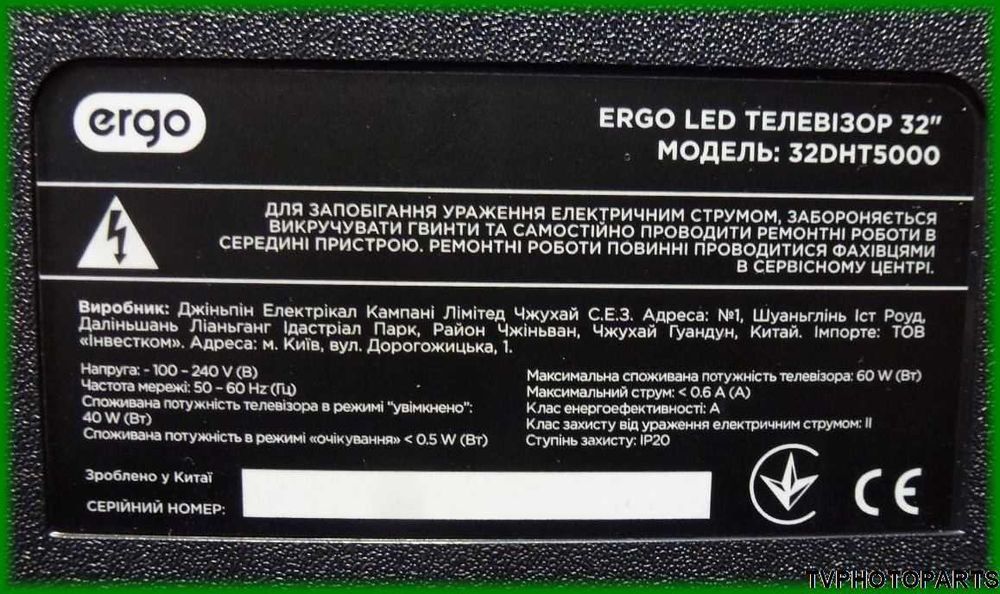 ergo
ERGO LED ТЕЛЕВІЗОР 32"
МОДЕЛЬ: 32DHT5000
ДЛЯ ЗАПОБІГАННЯ УРАЖЕННЯ ЕЛЕКТРИЧНИМ СТРУМОМ, ЗАБОРОНЯЄТЬСЯ
ВИКРУЧУВАТИ ГВИНТИ ТА САМОСТІЙНО ПРОВОДИТИ РЕМОНТНІ РОБОТИ В
СЕРЕДИНІ ПРИСТРОЮ. РЕМОНТНІ РОБОТИ ПОВИННІ ПРОВОДИТИСЯ ФАХІВЦЯМИ
В СЕРВІСНОМУ ЦЕНТРІ.
Виробник: Джіньпін Електрікал Кампані Лімітед Чжухай С.Е.З. Адреса: №1, Шуаньглінь Іст Роуд,
Даліньшань Ліаньганг Ідастріал Парк, Район Чжіньван, Чжухай Гуандун, Китай. Імпорте: ТОВ
«Інвестком». Адреса: м. Київ, вул. Дорогожицька, 1.
Напруга: ~ 100 – 240 V (В)
Частота мережі: 50 – 60 Hz (Гц)
Споживана потужність телевізора в режимі "увімкнено":
40 W (Вт)
Споживана потужність в режимі «очікування» < 0.5 W (Вт)
Максимальна споживана потужність телевізора: 60 W (Вт)
Максимальний струм: < 0.6 A (А)
Клас енергоефективності: А
Клас захисту від ураження електричним струмом: II
Ступінь захисту: IP20
Зроблено у Китаї
СЕРІЙНИЙ НОМЕР:
CE
TVPHOTOPARTS